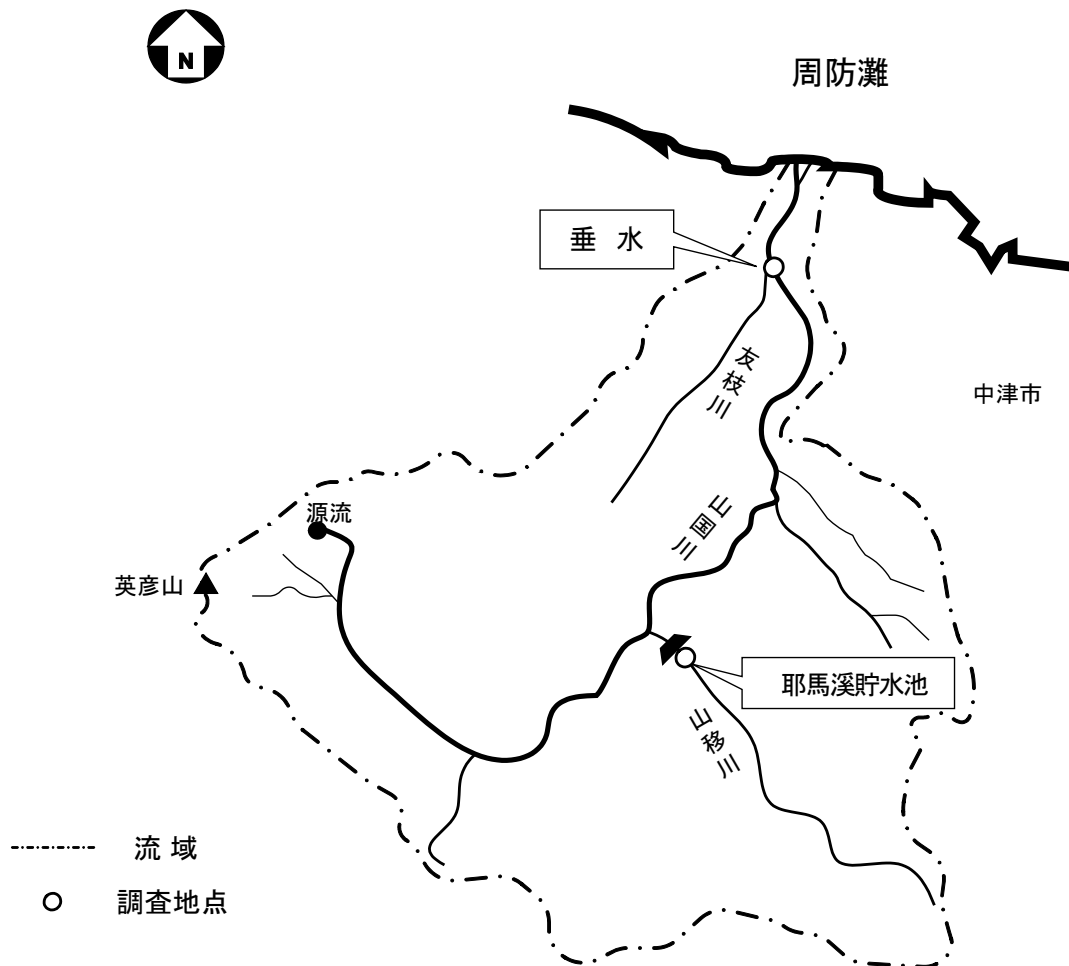 N
周防灘
垂 水
友枝川
中津市
源流
山国川
英彦山
耶馬溪貯水池
山移川
流 域
調査地点